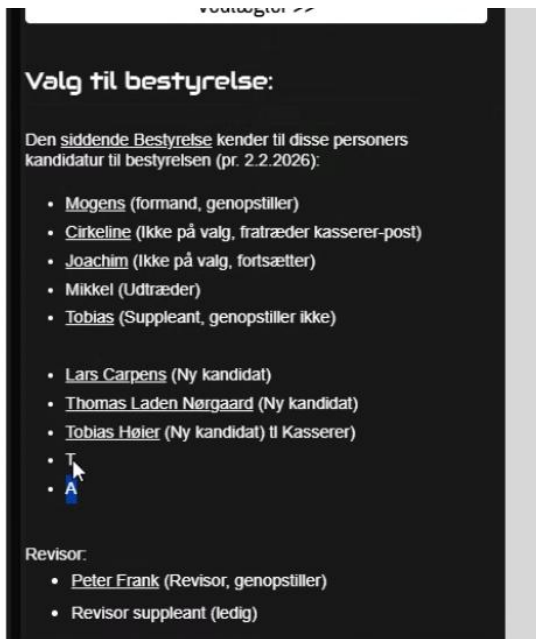 Vedtægter >>
Valg til bestyrelse:
Den siddende Bestyrelse kender til disse personers
kandidatur til bestyrelsen (pr. 2.2.2026):
Mogens (formand, genopstiller)
Cirkeline (Ikke på valg, fratræder kasserer-post)
Joachim (Ikke på valg, fortsætter)
Mikkel (Udtræder)
Tobias (Suppleant, genopstiller ikke)
Lars Carpens (Ny kandidat)
Thomas Laden Nørgaard (Ny kandidat)
Tobias Høier (Ny kandidat) tl Kasserer)
T
A
Revisor:
Peter Frank (Revisor, genopstiller)
Revisor suppleant (ledig)